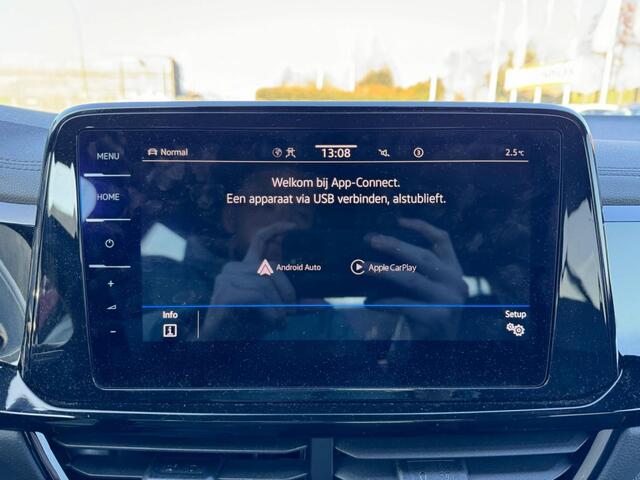 MENU
Normal
13:08
3
2.5°C
HOME
Welkom bij App-Connect.
Een apparaat via USB verbinden, alstublieft.
Android Auto
Apple CarPlay
+
−
Info
Setup